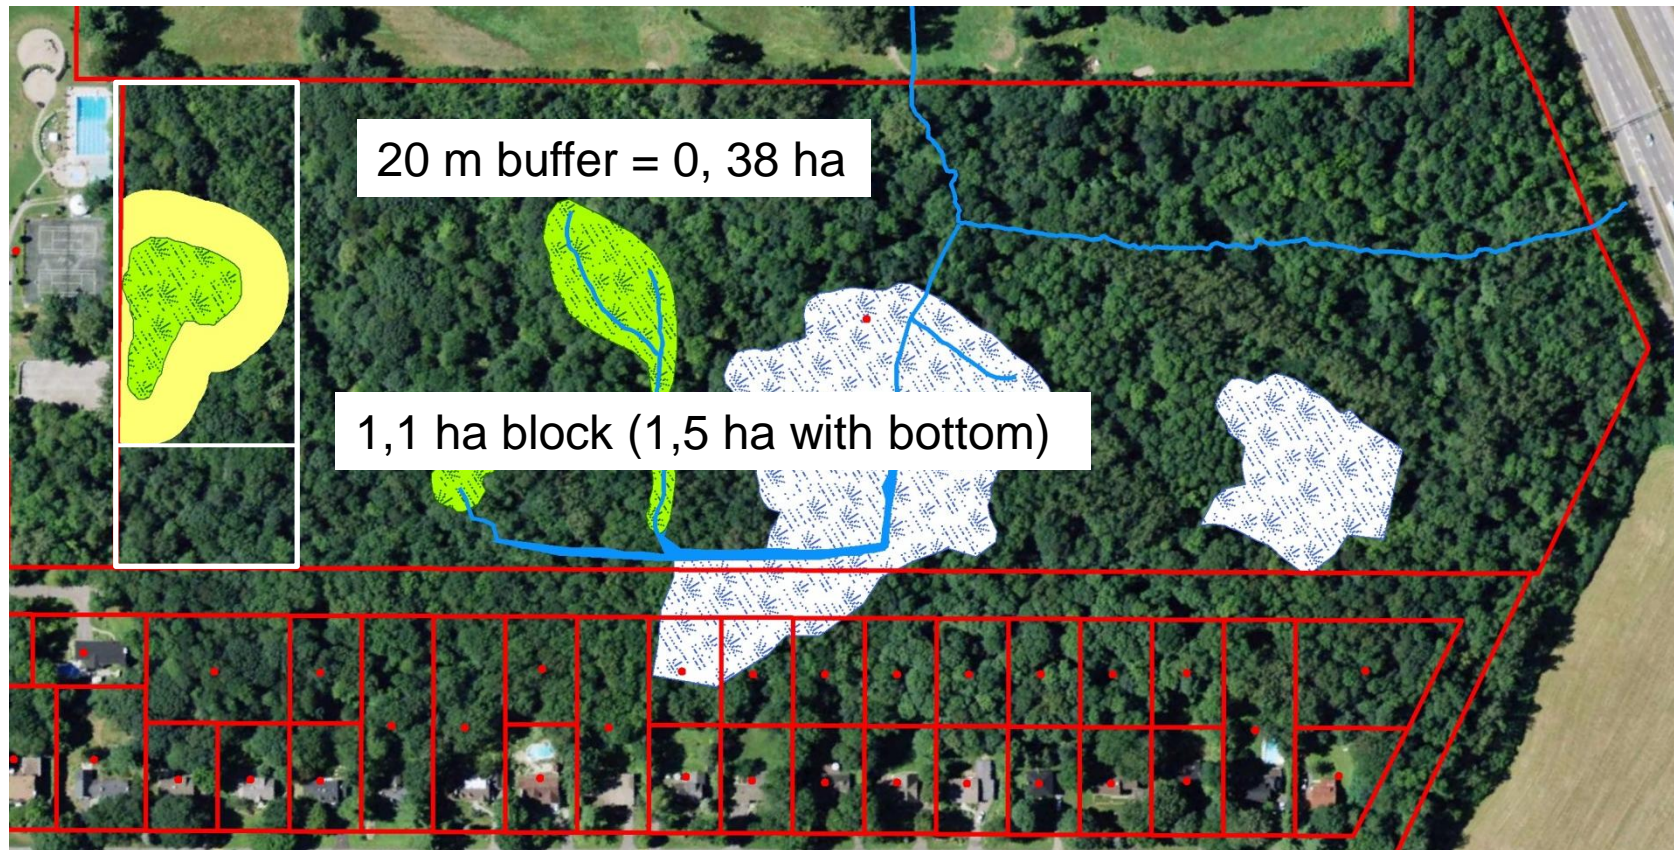 20 m buffer = 0, 38 ha
1,1 ha block (1,5 ha with bottom)